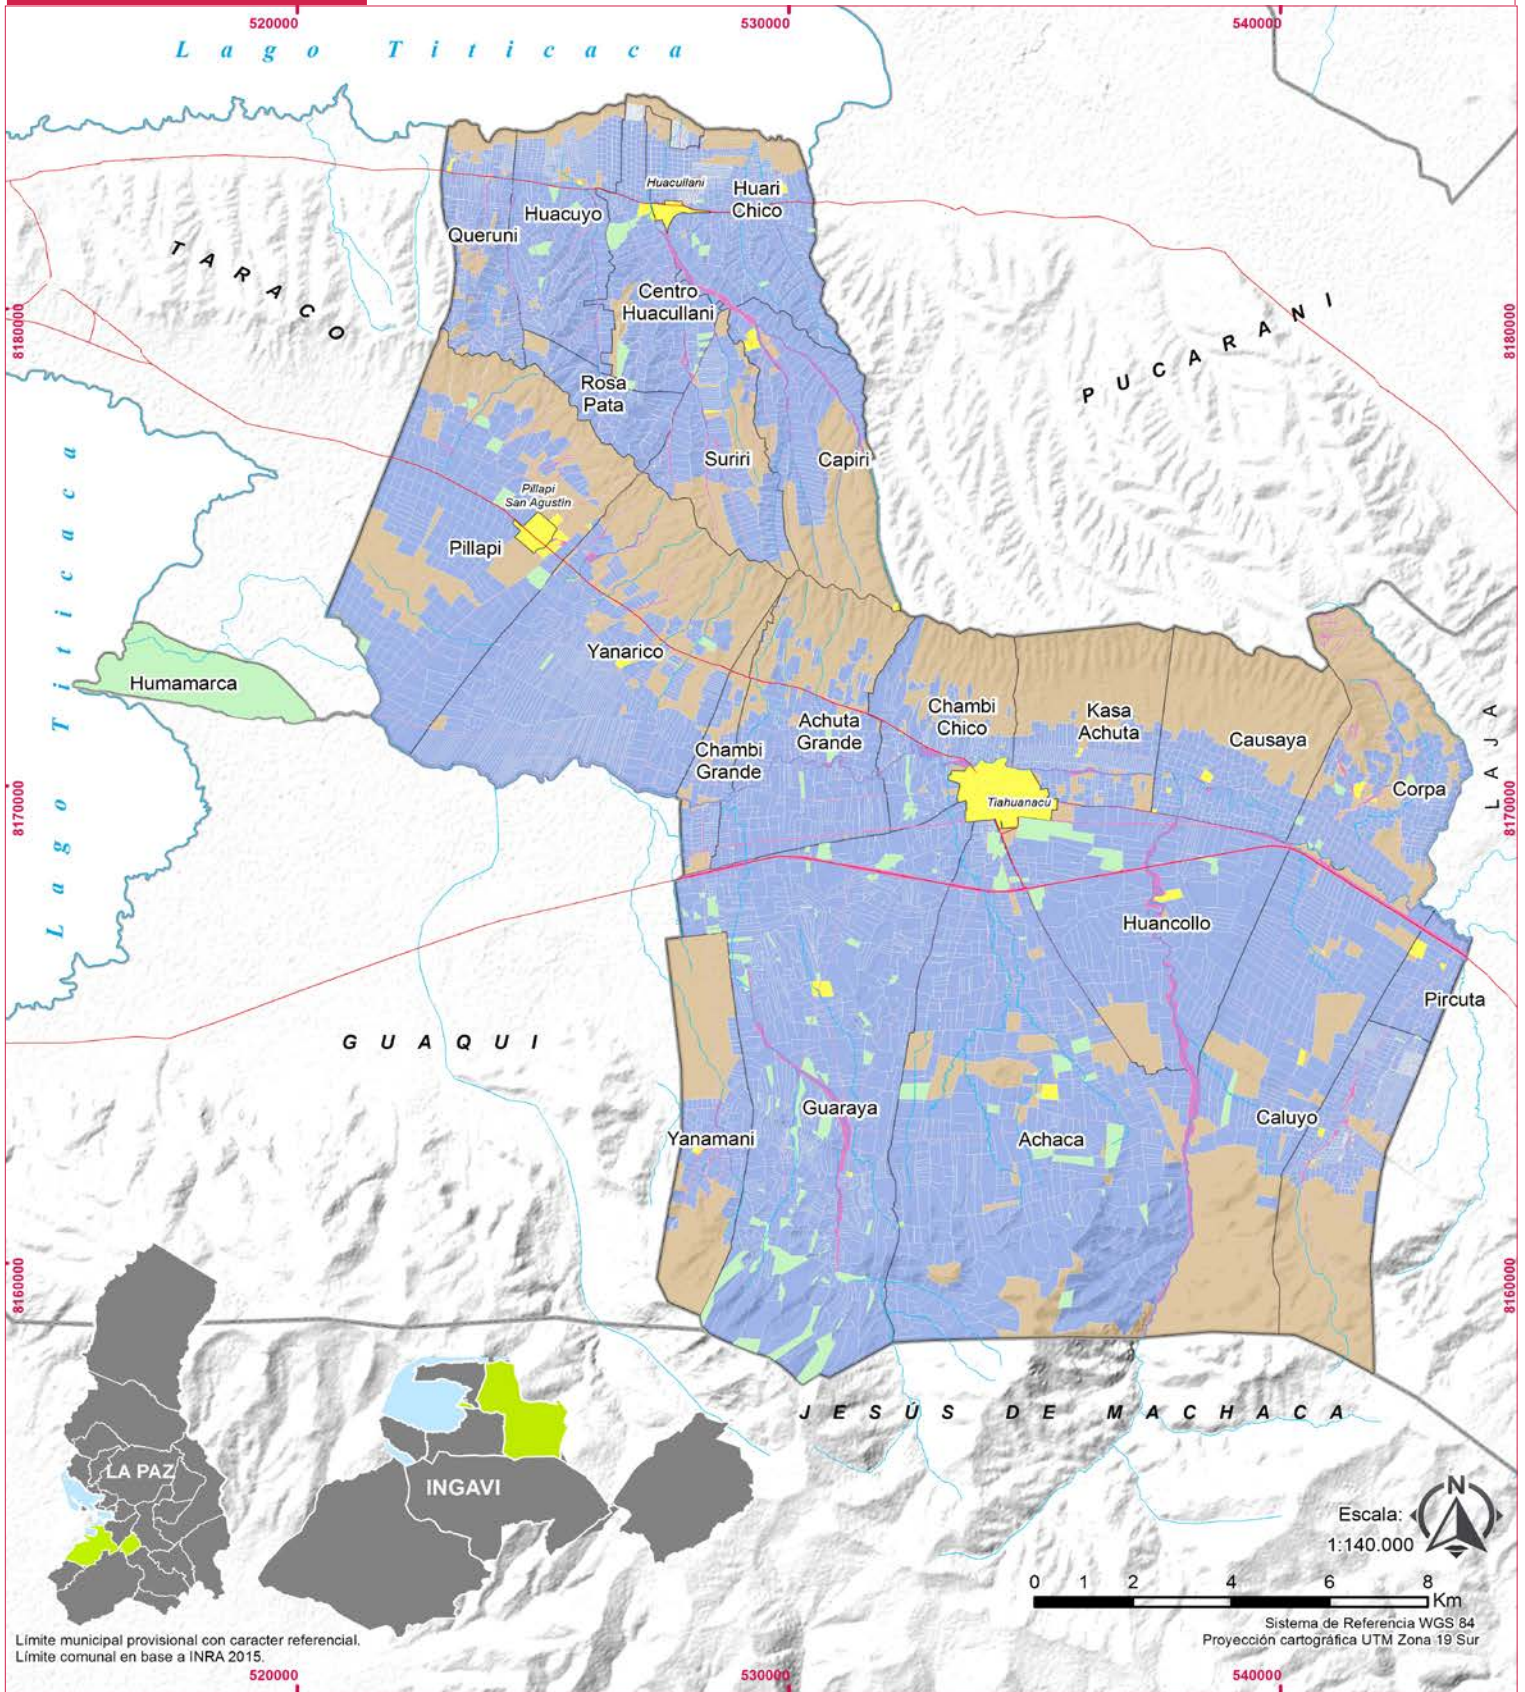 520000
530000
540000
Lago Titicaca
Huacullani
Huari
Chico
Huacuyo
Queruni
TARACO
Centro
Huacullani
8180000
8180000
PUCARANI
Rosa
Pata
Suriri
Capiri
Lago Titicaca
Pillapi
San Agustin
Pillapi
Yanarico
Humamarca
Chambi
Chico
Kasa
Achuta
Achuta
Grande
Causaya
LAJA
Chambi
Grande
Corpa
Tiahuanacu
8170000
8170000
Huancollo
Pircuta
GUAQUI
Guaraya
Caluyo
Yanamani
Achaca
8160000
8160000
JESÚS DE MACHACA
LA PAZ
INGAVI
N
Escala:
1:140.000
0 1 2 4 6 8
Km
Sistema de Referencia WGS 84
Proyección cartográfica UTM Zona 19 Sur
Límite municipal provisional con caracter referencial.
Límite comunal en base a INRA 2015.
520000
530000
540000